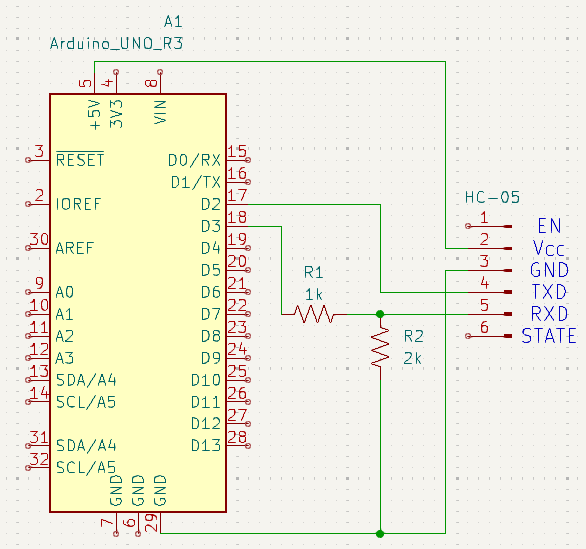 A1
Arduino_UNO_R3
5
4
8
+5V
3V3
VIN
3
RESET
D0/RX
15
D1/TX
16
2
IOREF
D2
17
D3
18
30
AREF
D4
19
D5
20
9
A0
D6
21
10
A1
D7
22
11
A2
D8
23
12
A3
D9
24
13
SDA/A4
D10
25
14
SCL/A5
D11
26
D12
27
31
SDA/A4
D13
28
32
SCL/A5
GND
GND
GND
7
6
29
R1
1k
R2
2k
HC-05
1
EN
2
Vcc
3
GND
4
TXD
5
RXD
6
STATE